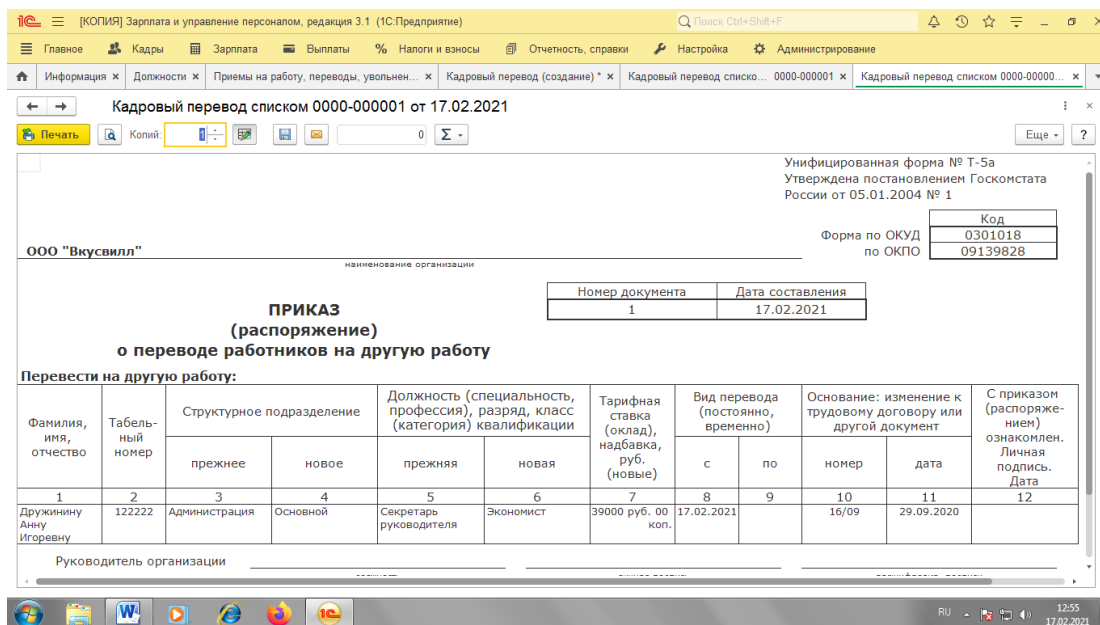 [КОПИЯ] Зарплата и управление персоналом, редакция 3.1 (1С:Предприятие)
Поиск Ctrl+Shift+F
Главное Кадры Зарплата Выплаты % Налоги и взносы Отчетность, справки Настройка Администрирование
Информация × Должности × Приемы на работу, переводы, увольнен... × Кадровый перевод (создание) * × Кадровый перевод списко... 0000-000001 × Кадровый перевод списком 0000-00000... ×
Кадровый перевод списком 0000-000001 от 17.02.2021
Печать Копий: 1 0 Σ Еще ?
Унифицированная форма № Т-5а
Утверждена постановлением Госкомстата
России от 05.01.2004 № 1
Код
Форма по ОКУД 0301018
ООО "Вкусвилл" по ОКПО 09139828
наименование организации
Номер документа Дата составления
1 17.02.2021
ПРИКАЗ
(распоряжение)
о переводе работников на другую работу
Перевести на другую работу:
Фамилия,
имя,
отчество
Табель-
ный
номер
Структурное подразделение
прежнее новое
Должность (специальность,
профессия), разряд, класс
(категория) квалификации
прежняя новая
Тарифная
ставка
(оклад),
надбавка,
руб.
(новые)
Вид перевода
(постоянно,
временно)
с по
Основание: изменение к
трудовому договору или
другой документ
номер дата
С приказом
(распоряже-
нием)
ознакомлен.
Личная
подпись.
Дата
1 2 3 4 5 6 7 8 9 10 11 12
Дружинину 122222 Администрация Основной Секретарь Экономист 39000 руб. 00 17.02.2021 16/09 29.09.2020
Анну руководителя коп.
Игоревну
Руководитель организации
RU 12:55
17.02.2021